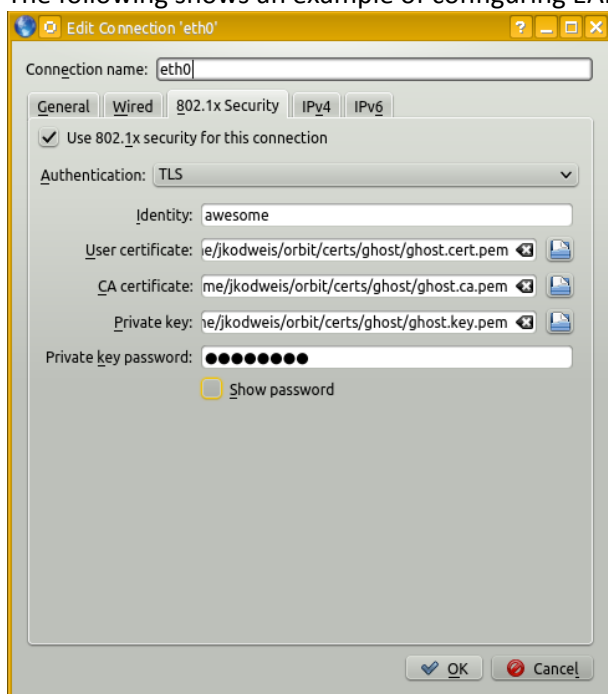 The following shows an example of configuring
Edit Connection 'eth0'
Connection name: eth0
General Wired 802.1x Security IPv4 IPv6
Use 802.1x security for this connection
Authentication: TLS
Identity: awesome
User certificate: e/jkodweis/orbit/certs/ghost/ghost.cert.pem
CA certificate: me/jkodweis/orbit/certs/ghost/ghost.ca.pem
Private key: ne/jkodweis/orbit/certs/ghost/ghost.key.pem
Private key password: ●●●●●●●●
Show password
OK Cancel